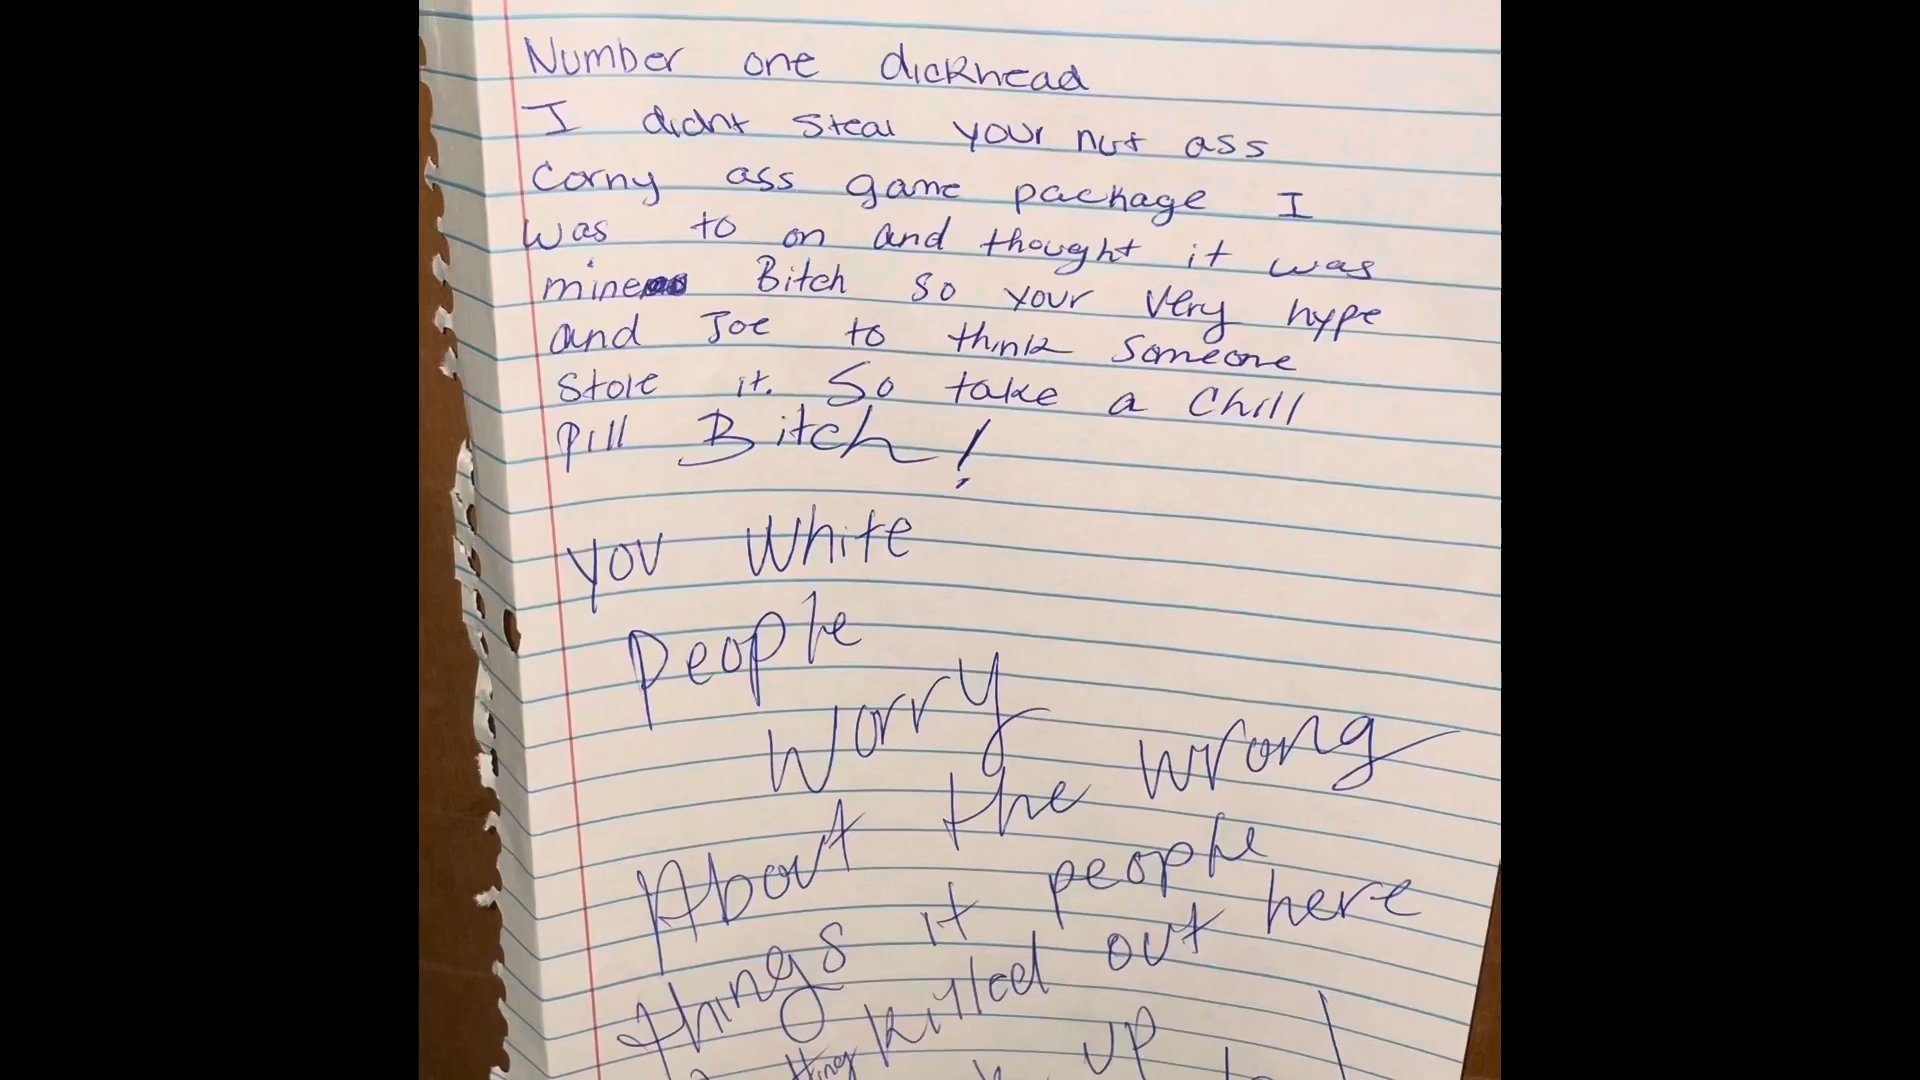 Number one dickhead
I didnt steal your nut ass
Corny ass game package I
was to on and thought it was
mine Bitch so your very hype
and Joe to think someone
stole it. So take a Chill
pill Bitch!
you White
People
Worry
About the wrong
things it people
killed out here
up